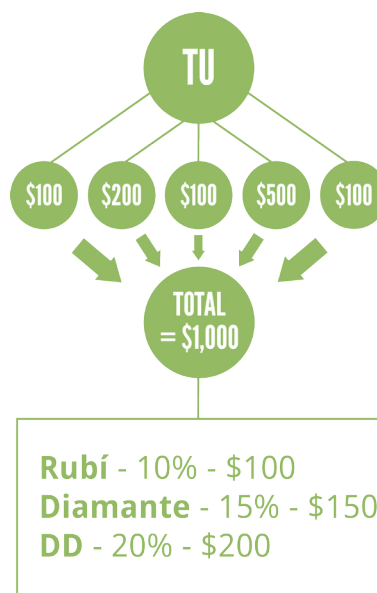 TU
$100
$200
$100
$500
$100
TOTAL
= $1,000
Rubí - 10% - $100
Diamante - 15% - $150
DD - 20% - $200